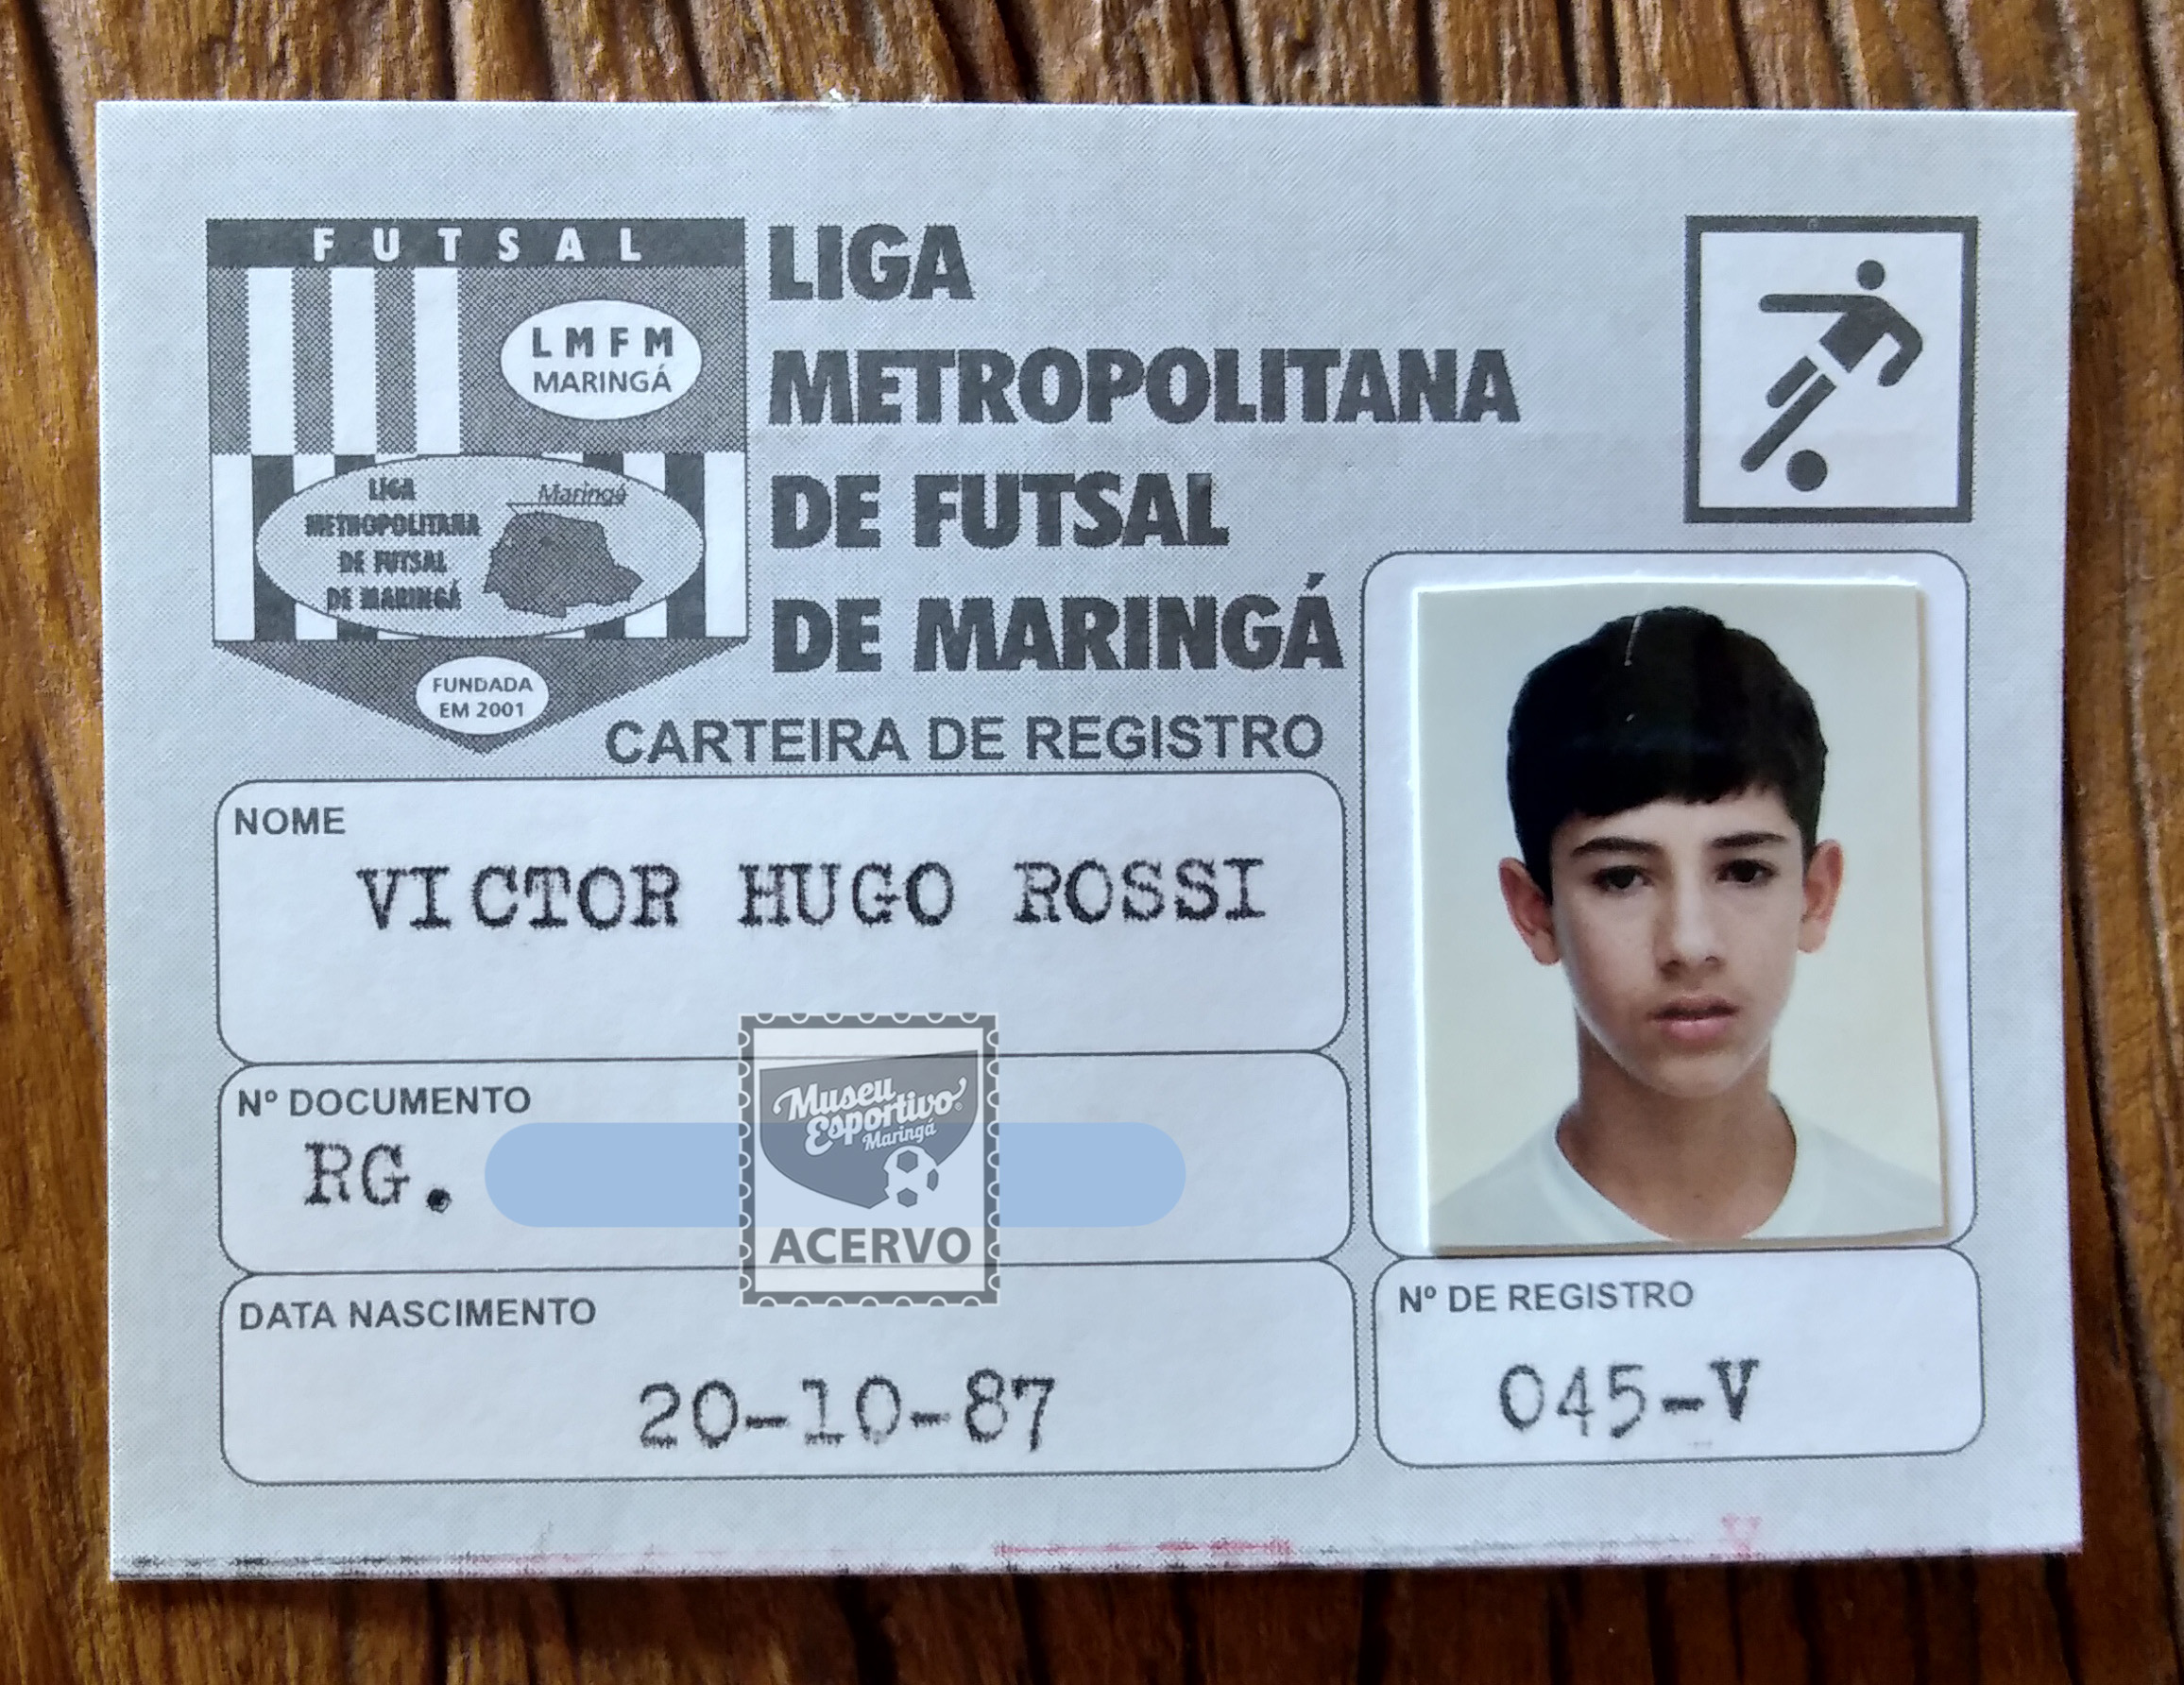 FUTSAL
LMFM
MARINGÁ
LIGA
METROPOLITANA
DE FUTSAL
DE MARINGÁ
Maringá
FUNDADA
EM 2001
LIGA
METROPOLITANA
DE FUTSAL
DE MARINGÁ
CARTEIRA DE REGISTRO
NOME
VICTOR HUGO ROSSI
Nº DOCUMENTO
RG.
Museu
Esportivo
Maringá
ACERVO
DATA NASCIMENTO
20-10-87
Nº DE REGISTRO
045-V